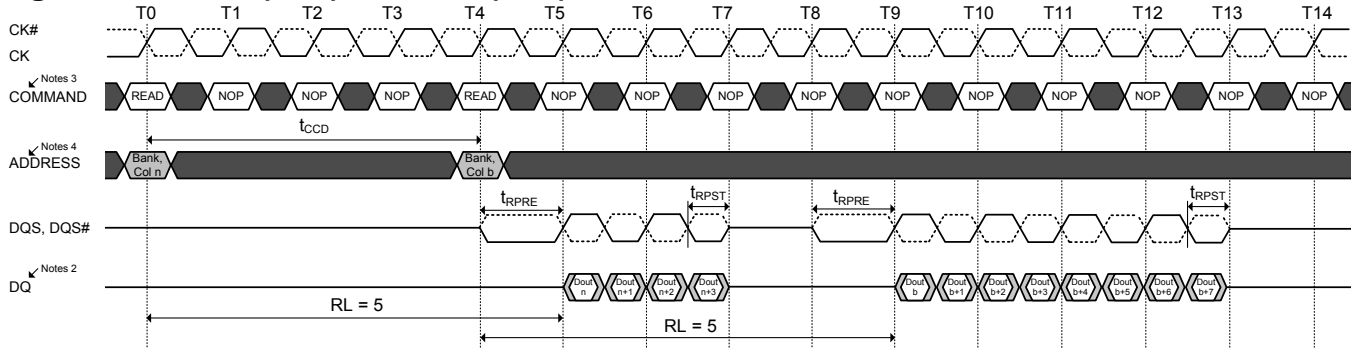 T0 T1 T2 T3 T4 T5 T6 T7 T8 T9 T10 T11 T12 T13 T14
CK#
CK
Notes 3
COMMAND READ NOP NOP NOP READ NOP NOP NOP NOP NOP NOP NOP NOP NOP NOP
tCCD
Notes 4
ADDRESS
Bank, Col n
Bank, Col b
tRPRE tRPST tRPRE tRPST
DQS, DQS#
Notes 2
DQ
Dout n
Dout n+1
Dout n+2
Dout n+3
Dout b
Dout b+1
Dout b+2
Dout b+3
Dout b+4
Dout b+5
Dout b+6
Dout b+7
RL = 5
RL = 5